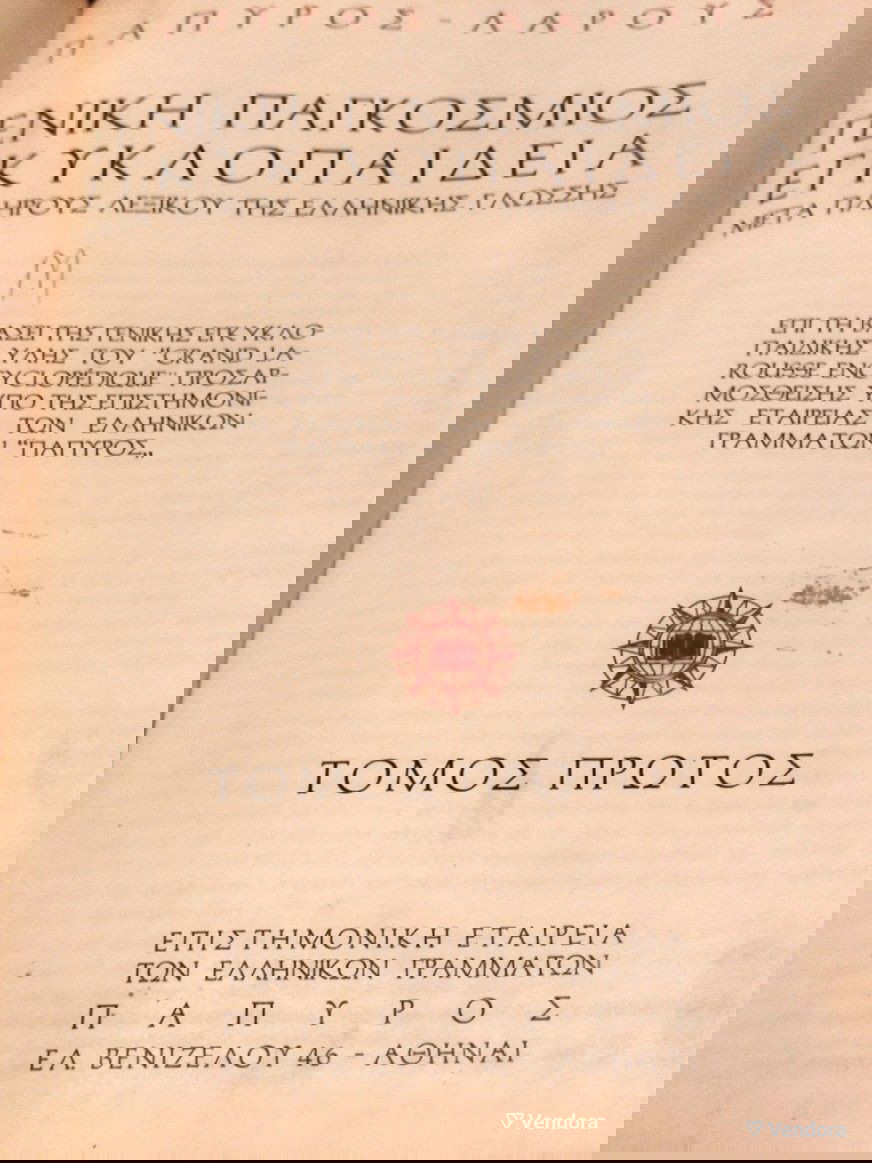 ΠΑΠΥΡΟΣ - ΛΑΡΟΥΣ
ΓΕΝΙΚΗ ΠΑΓΚΟΣΜΙΟΣ
ΕΓΚΥΚΛΟΠΑΙΔΕΙΑ
ΜΕΤΑ ΠΛΗΡΟΥΣ ΛΕΞΙΚΟΥ ΤΗΣ ΕΛΛΗΝΙΚΗΣ ΓΛΩΣΣΗΣ
ΕΠΙ ΤΗ ΒΑΣΕΙ ΤΗΣ ΓΕΝΙΚΗΣ ΕΓΚΥΚΛΟ-
ΠΑΙΔΙΚΗΣ ΥΛΗΣ ΤΟΥ "GRAND LA-
ROUSSE ENCYCLOPÉDIQUE" ΠΡΟΣΑΡ-
ΜΟΣΘΕΙΣΗΣ ΥΠΟ ΤΗΣ ΕΠΙΣΤΗΜΟΝΙ-
ΚΗΣ ΕΤΑΙΡΕΙΑΣ ΤΩΝ ΕΛΛΗΝΙΚΩΝ
ΓΡΑΜΜΑΤΩΝ "ΠΑΠΥΡΟΣ„
ΤΟΜΟΣ ΠΡΩΤΟΣ
ΕΠΙΣΤΗΜΟΝΙΚΗ ΕΤΑΙΡΕΙΑ
ΤΩΝ ΕΛΛΗΝΙΚΩΝ ΓΡΑΜΜΑΤΩΝ
ΠΑΠΥΡΟΣ
ΕΛ. ΒΕΝΙΖΕΛΟΥ 46 - ΑΘΗΝΑΙ
Vendora